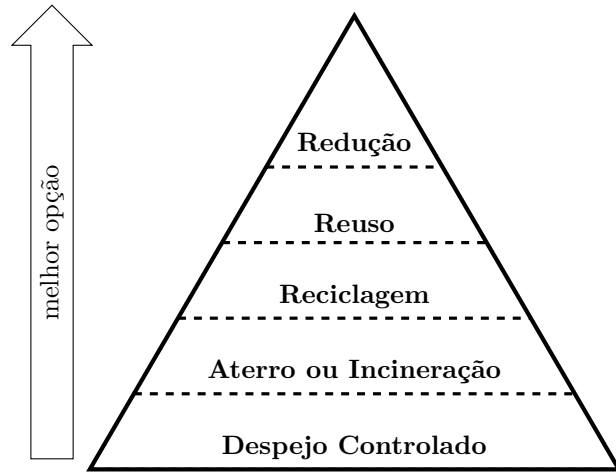 melhor opção
Redução
Reuso
Reciclagem
Aterro ou Incineração
Despejo Controlado